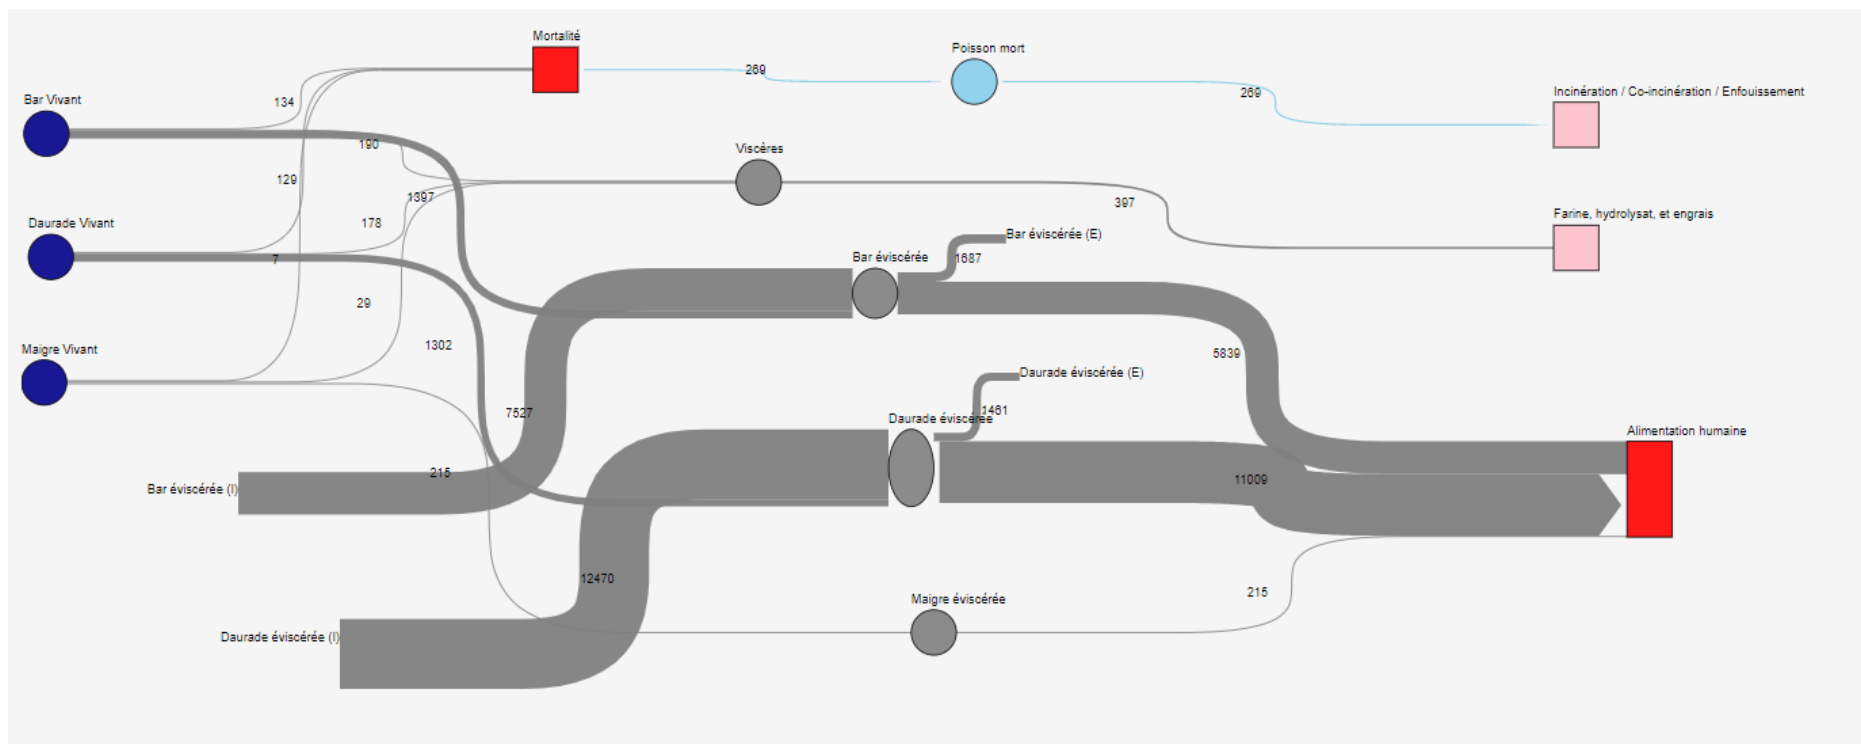 Mortalité
Poisson mort
269
269
Incinération / Co-incinération / Enfouissement
Bar Vivant
134
190
Viscères
129
1397
397
Daurade Vivant
178
Farine, hydrolysat, et engrais
7
Bar éviscérée (E)
Bar éviscérée
1687
29
Maigre Vivant
1302
5839
Daurade éviscérée (E)
7527
1461
Daurade éviscérée
Alimentation humaine
215
11009
Bar éviscérée (I)
12470
215
Maigre éviscérée
Daurade éviscérée (I)